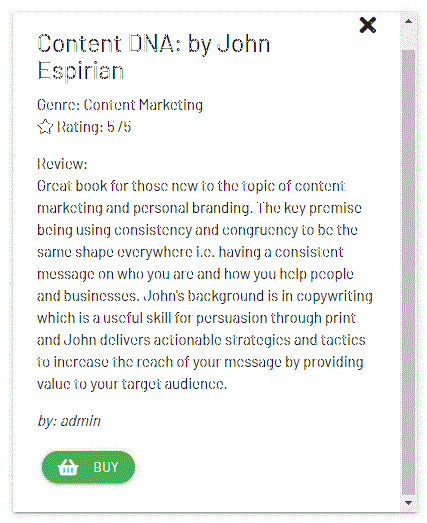 Content DNA: by John
Espirian
Genre: Content Marketing
Rating: 5 /5
Review:
Great book for those new to the topic of content
marketing and personal branding. The key premise
being using consistency and congruency to be the
same shape everywhere i.e. having a consistent
message on who you are and how you help people
and businesses. John's background is in copywriting
which is a useful skill for persuasion through print
and John delivers actionable strategies and tactics
to increase the reach of your message by providing
value to your target audience.
by: admin
BUY